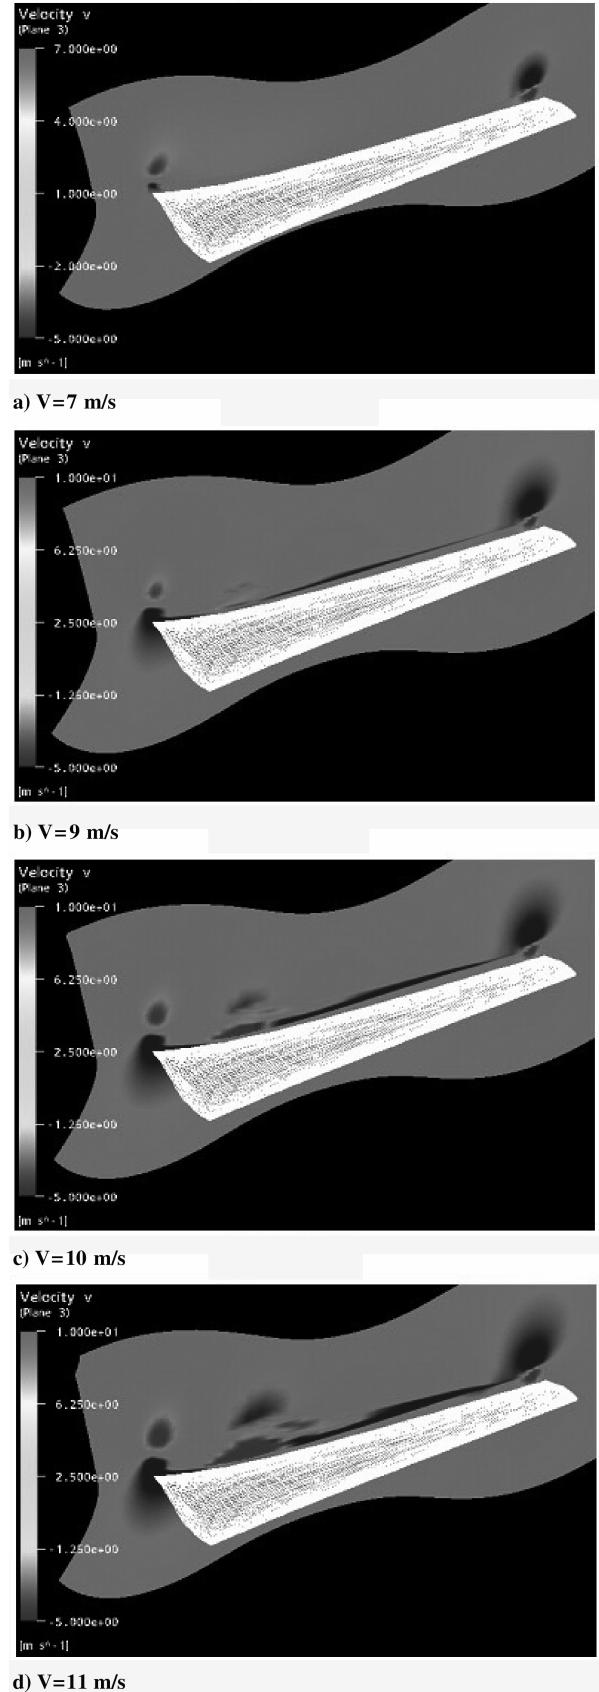 Velocity v
(Plane 3)
7.000e+00
4.000e+00
1.000e+00
-2.000e+00
-5.000e+00
[m s^-1]
a) V=7 m/s
Velocity v
(Plane 3)
1.000e+01
6.250e+00
2.500e+00
-1.250e+00
-5.000e+00
[m s^-1]
b) V=9 m/s
Velocity v
(Plane 3)
1.000e+01
6.250e+00
2.500e+00
-1.250e+00
-5.000e+00
[m s^-1]
c) V=10 m/s
Velocity v
(Plane 3)
1.000e+01
6.250e+00
2.500e+00
-1.250e+00
-5.000e+00
[m s^-1]
d) V=11 m/s